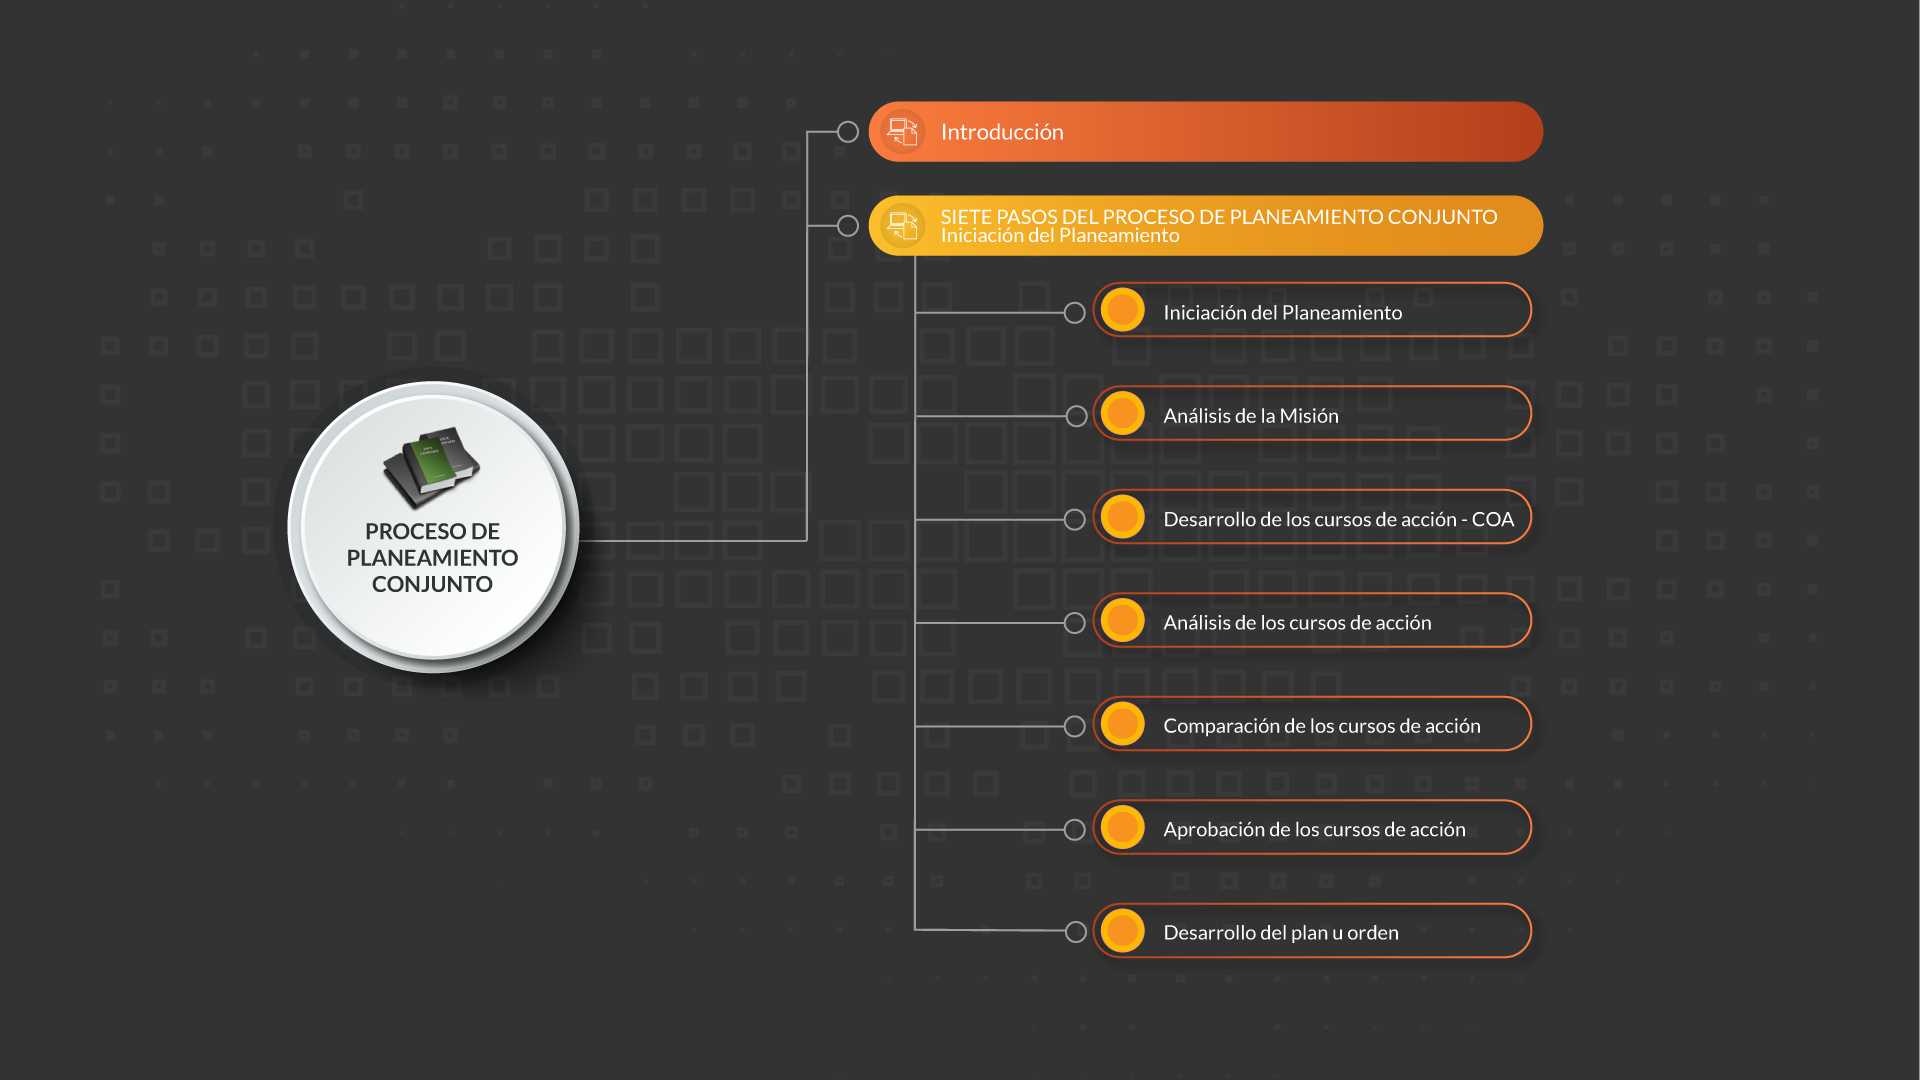 Introducción
SIETE PASOS DEL PROCESO DE PLANEAMIENTO CONJUNTO
Iniciación del Planeamiento
Iniciación del Planeamiento
Análisis de la Misión
Desarrollo de los cursos de acción - COA
Análisis de los cursos de acción
Comparación de los cursos de acción
Aprobación de los cursos de acción
Desarrollo del plan u orden
PROCESO DE
PLANEAMIENTO
CONJUNTO